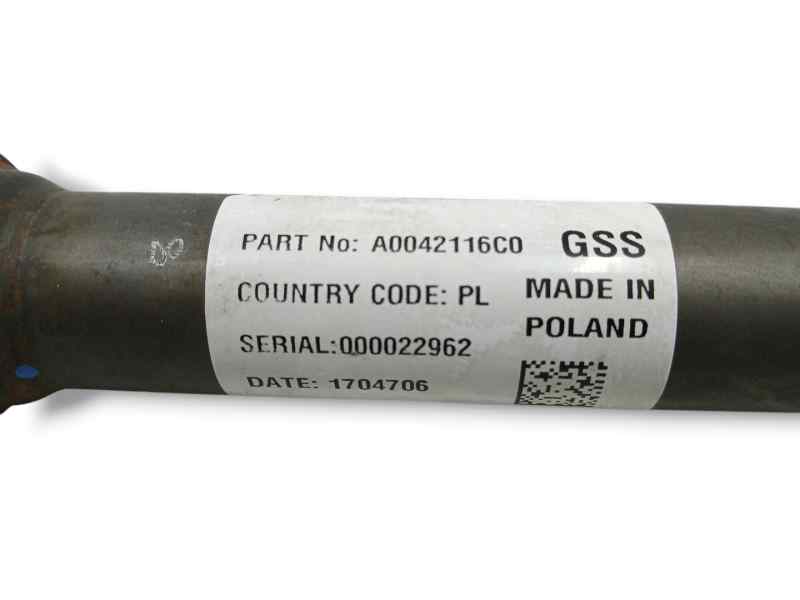 PART No: A0042116C0 GSS
COUNTRY CODE: PL MADE IN
POLAND
SERIAL:000022962
DATE: 1704706